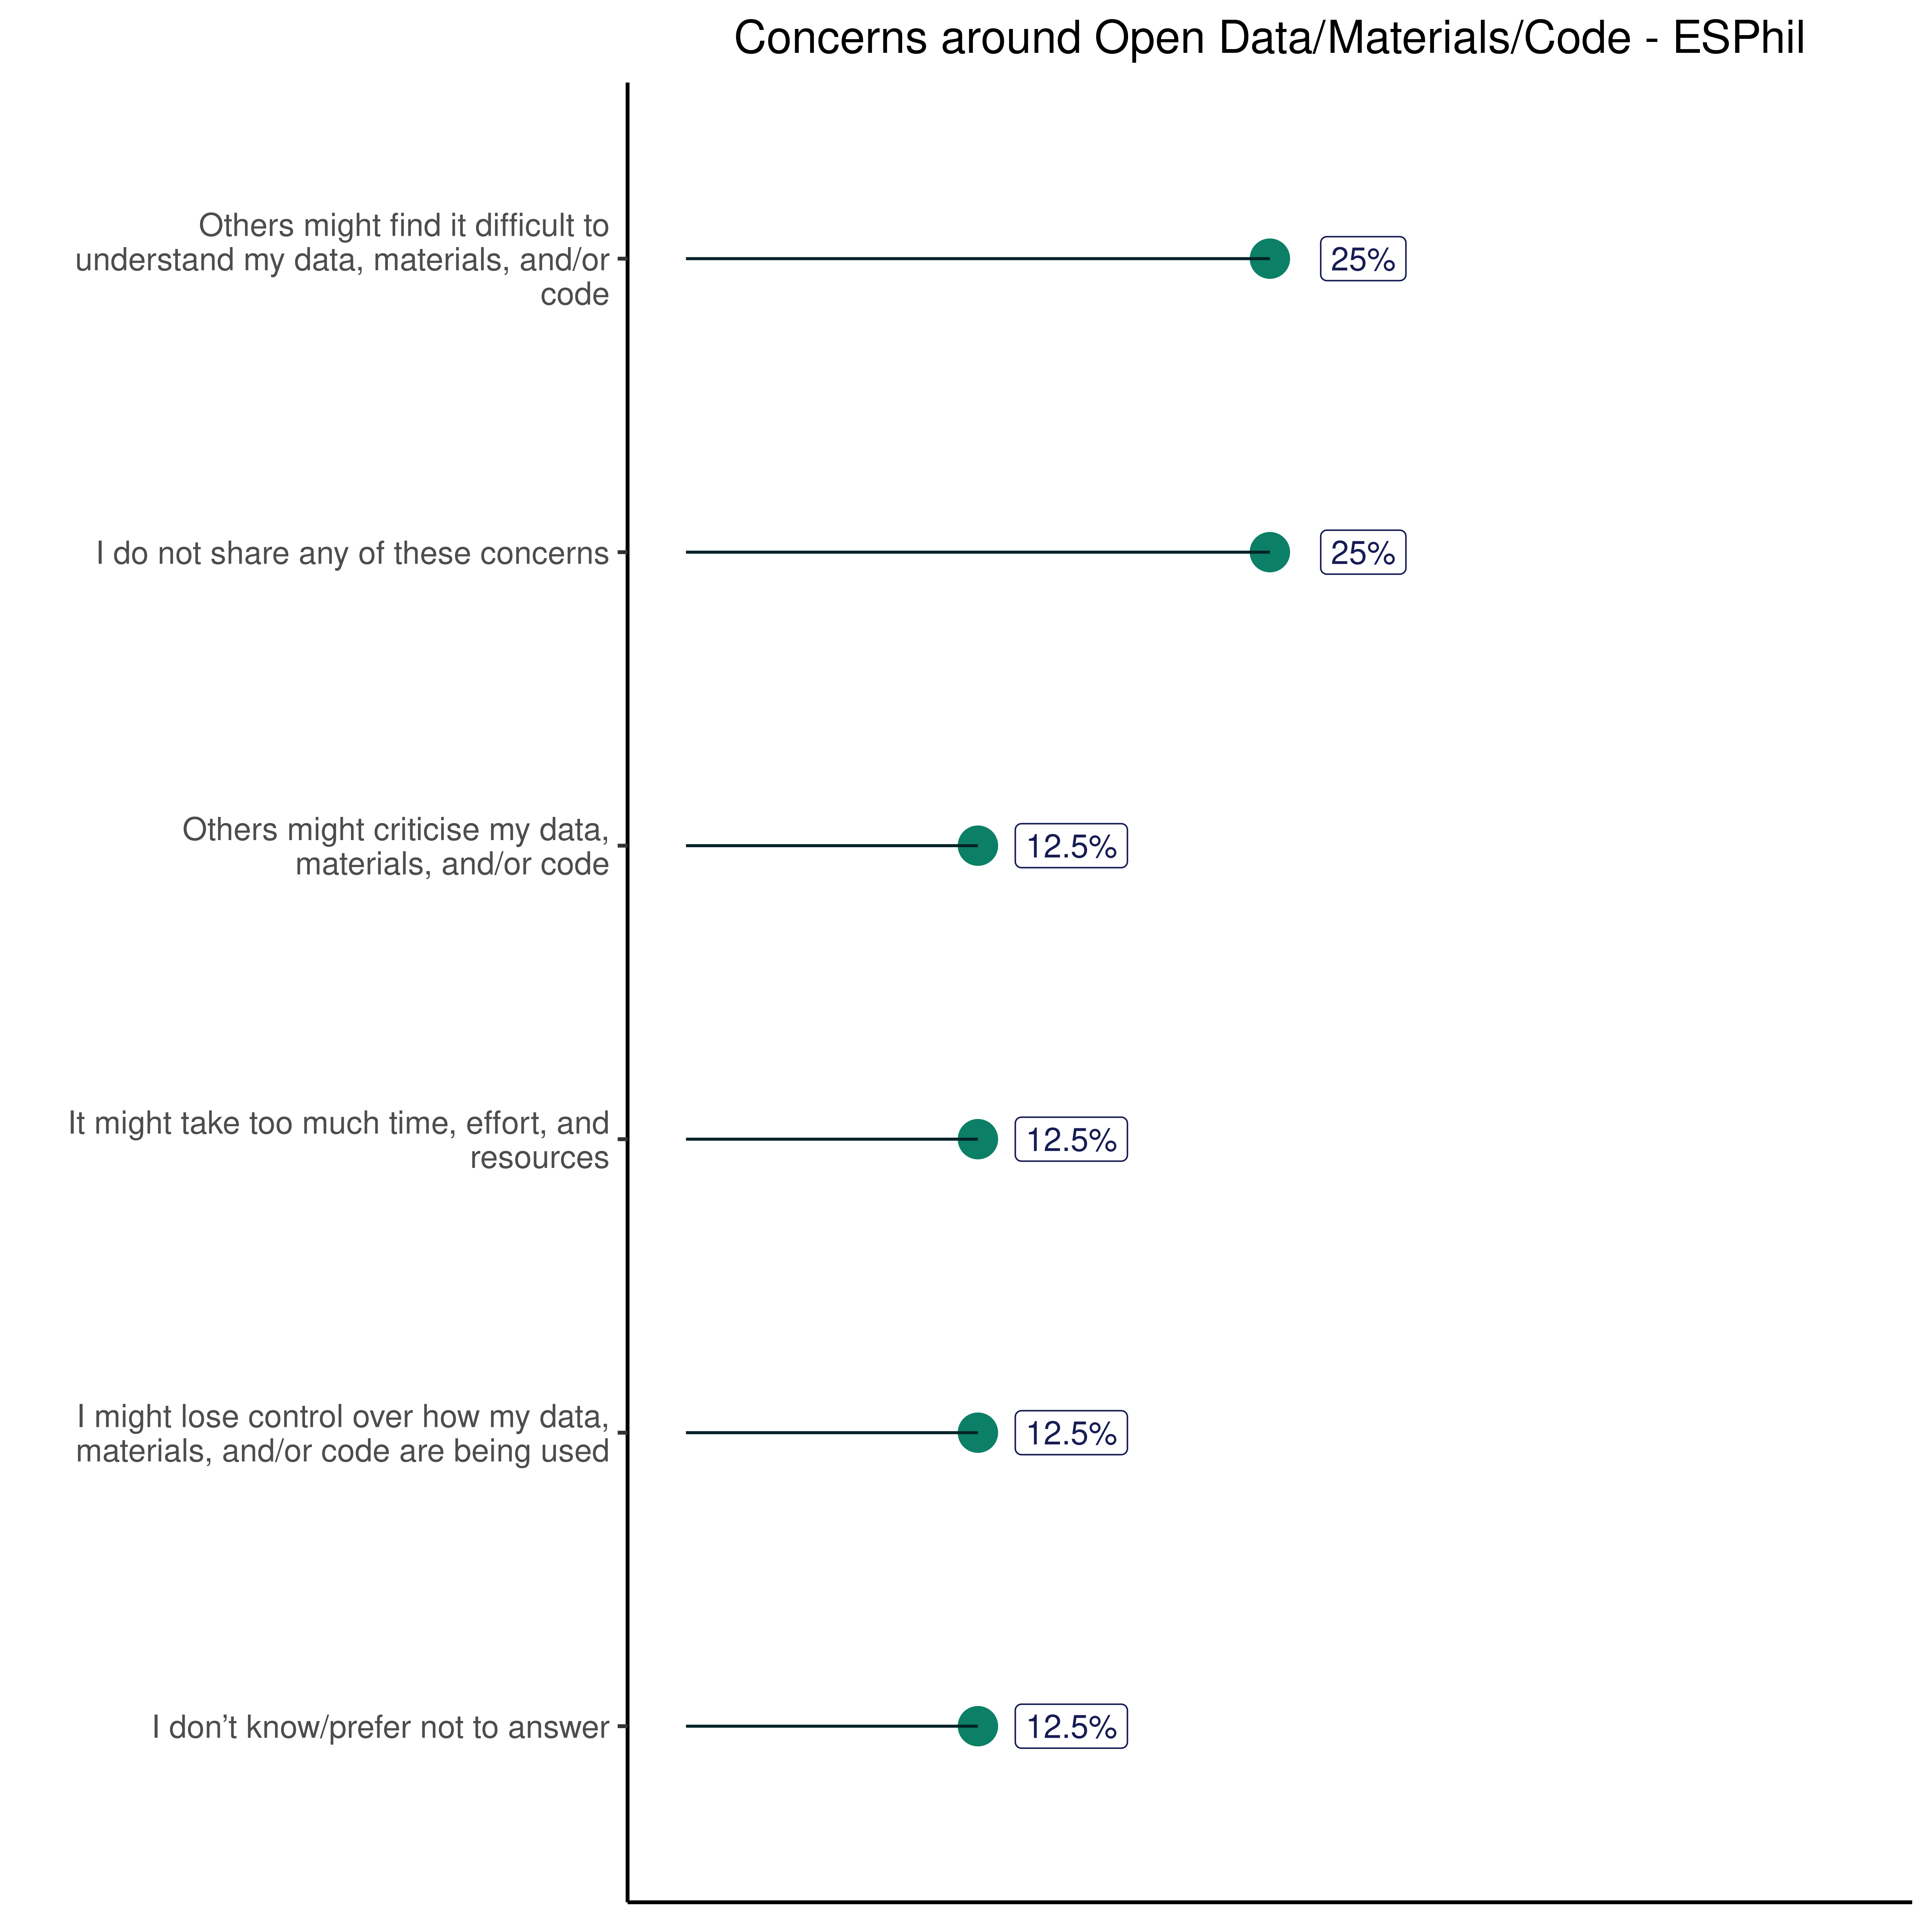 Concerns around Open Data/Materials/Code - ESPhil
Others might find it difficult to
understand my data, materials, and/or
code
25%
I do not share any of these concerns
25%
Others might criticise my data,
materials, and/or code
12.5%
It might take too much time, effort, and
resources
12.5%
I might lose control over how my data,
materials, and/or code are being used
12.5%
I don’t know/prefer not to answer
12.5%